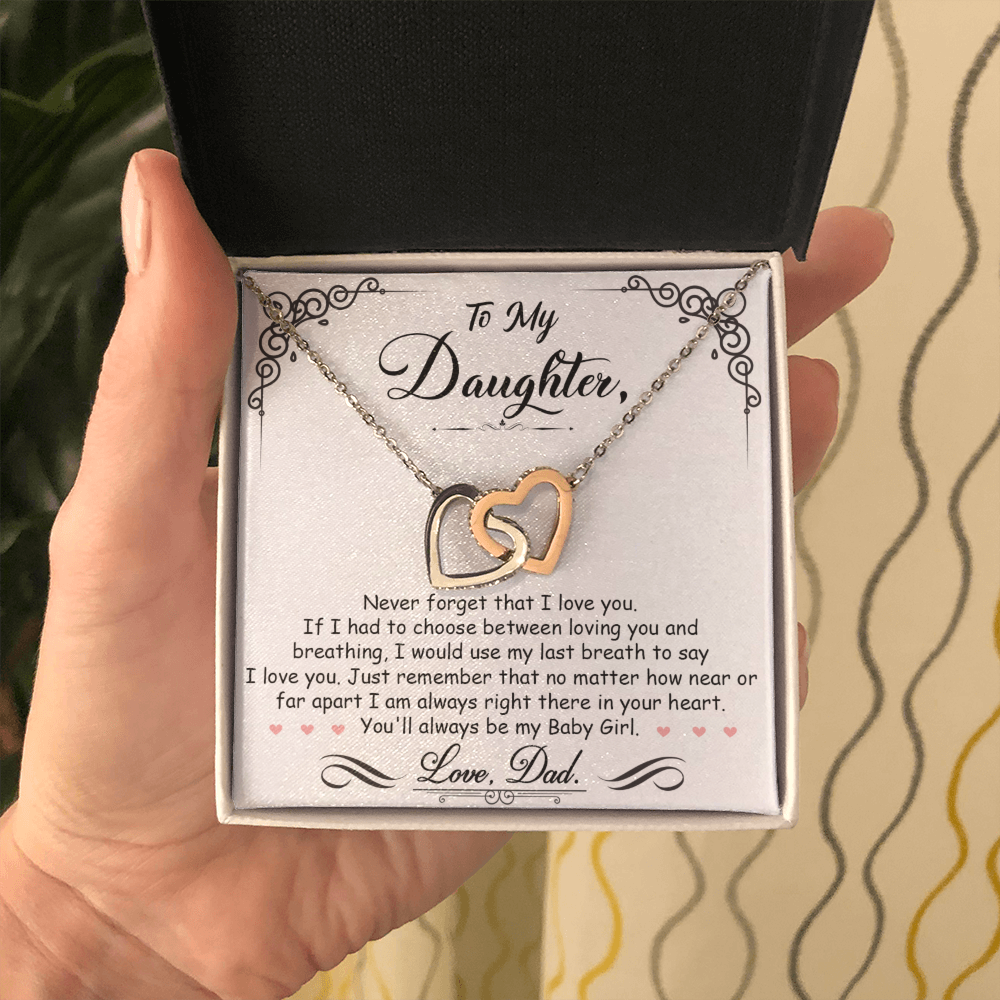 To My
Daughter,
Never forget that I love you.
If I had to choose between loving you and
breathing, I would use my last breath to say
I love you. Just remember that no matter how near or
far apart I am always right there in your heart.
You'll always be my Baby Girl.
Love, Dad.